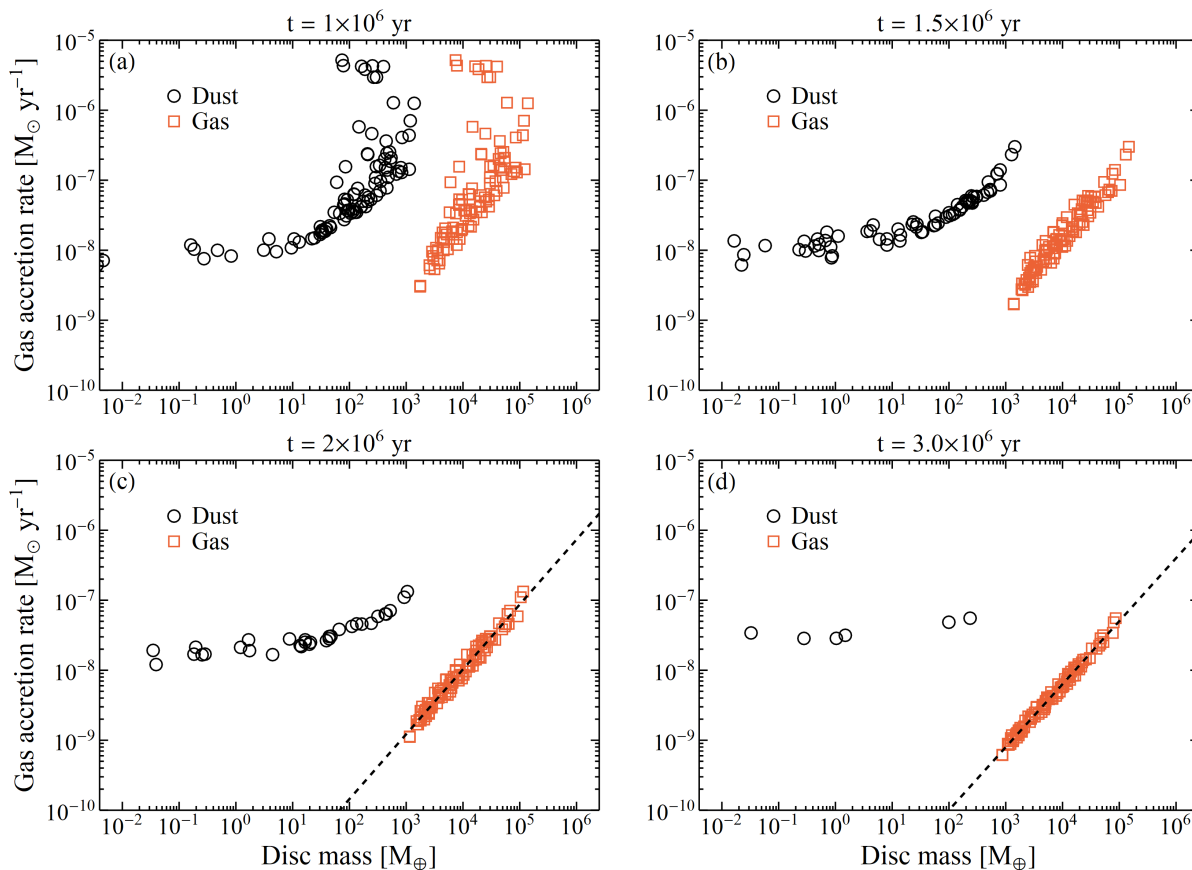 t = 1×10⁶ yr
t = 1.5×10⁶ yr
(a)
(b)
Dust
Gas
Dust
Gas
Gas accretion rate [M⊙ yr⁻¹]
10⁻⁵
10⁻⁶
10⁻⁷
10⁻⁸
10⁻⁹
10⁻¹⁰
10⁻⁵
10⁻⁶
10⁻⁷
10⁻⁸
10⁻⁹
10⁻¹⁰
10⁻² 10⁻¹ 10⁰ 10¹ 10² 10³ 10⁴ 10⁵ 10⁶
10⁻² 10⁻¹ 10⁰ 10¹ 10² 10³ 10⁴ 10⁵ 10⁶
t = 2×10⁶ yr
t = 3.0×10⁶ yr
(c)
(d)
Dust
Gas
Dust
Gas
Gas accretion rate [M⊙ yr⁻¹]
10⁻⁵
10⁻⁶
10⁻⁷
10⁻⁸
10⁻⁹
10⁻¹⁰
10⁻⁵
10⁻⁶
10⁻⁷
10⁻⁸
10⁻⁹
10⁻¹⁰
10⁻² 10⁻¹ 10⁰ 10¹ 10² 10³ 10⁴ 10⁵ 10⁶
10⁻² 10⁻¹ 10⁰ 10¹ 10² 10³ 10⁴ 10⁵ 10⁶
Disc mass [M⊕]
Disc mass [M⊕]